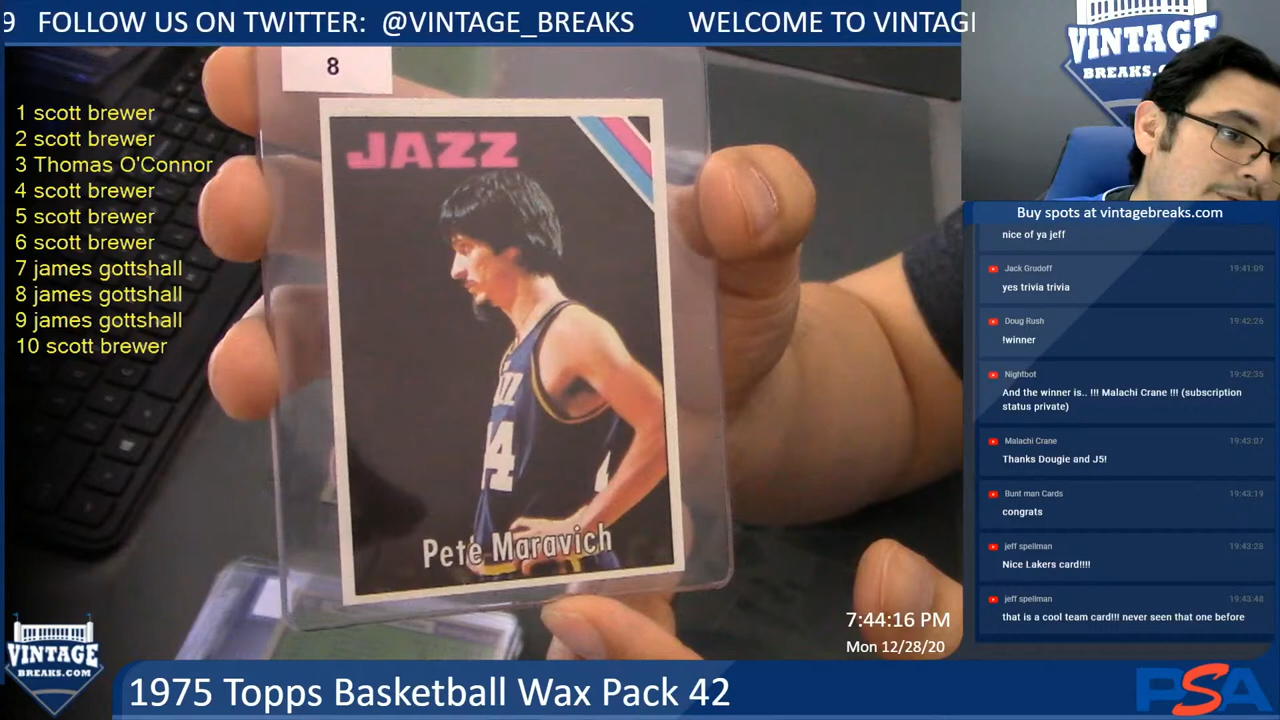 9 FOLLOW US ON TWITTER: @VINTAGE_BREAKS WELCOME TO VINTAG
8
1 scott brewer
2 scott brewer
3 Thomas O'Connor
4 scott brewer
5 scott brewer
6 scott brewer
7 james gottshall
8 james gottshall
9 james gottshall
10 scott brewer
JAZZ
Pete Maravich
VINTAGE
BREAKS.C
Buy spots at vintagebreaks.com
nice of ya jeff
Jack Grudoff 19:41:09
yes trivia trivia
Doug Rush 19:42:26
!winner
Nightbot 19:42:35
And the winner is.. !!! Malachi Crane !!! (subscription
status private)
Malachi Crane 19:43:07
Thanks Dougie and J5!
Bunt man Cards 19:43:19
congrats
jeff spellman 19:43:28
Nice Lakers card!!!!
jeff spellman 19:43:48
that is a cool team card!!! never seen that one before
7:44:16 PM
Mon 12/28/20
VINTAGE
BREAKS.COM
1975 Topps Basketball Wax Pack 42
PSA